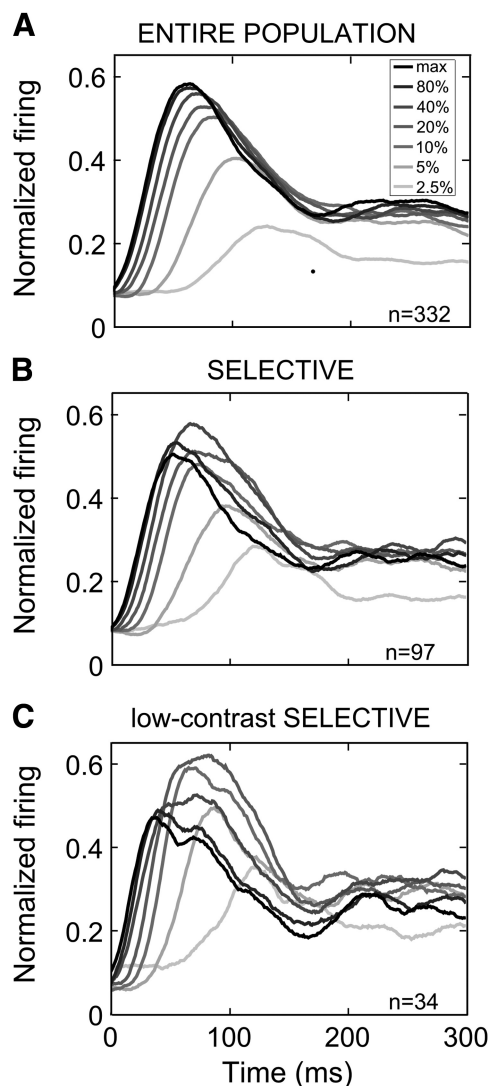 A
ENTIRE POPULATION
Normalized firing
0.6
0.4
0.2
0
max
80%
40%
20%
10%
5%
2.5%
n=332
B
SELECTIVE
Normalized firing
0.6
0.4
0.2
0
n=97
C
low-contrast SELECTIVE
Normalized firing
0.6
0.4
0.2
0
n=34
0 100 200 300
Time (ms)